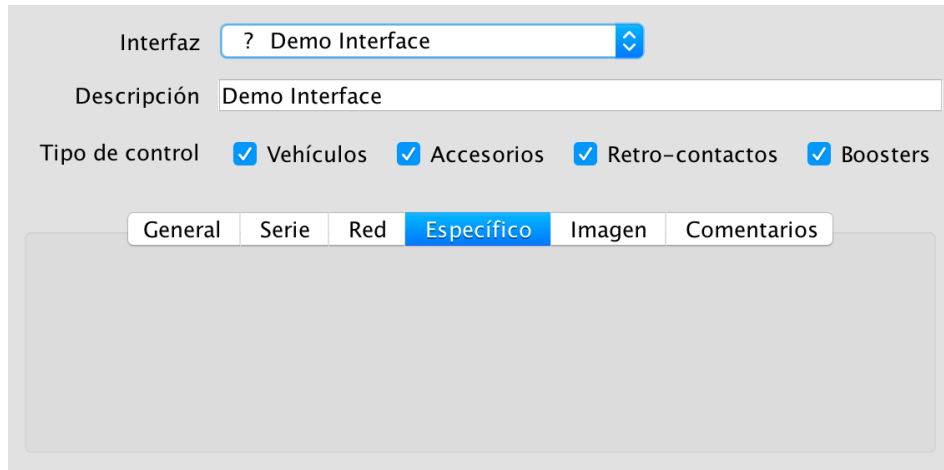 Interfaz ? Demo Interface
Descripción Demo Interface
Tipo de control Vehículos Accesorios Retro-contactos Boosters
General Serie Red Específico Imagen Comentarios